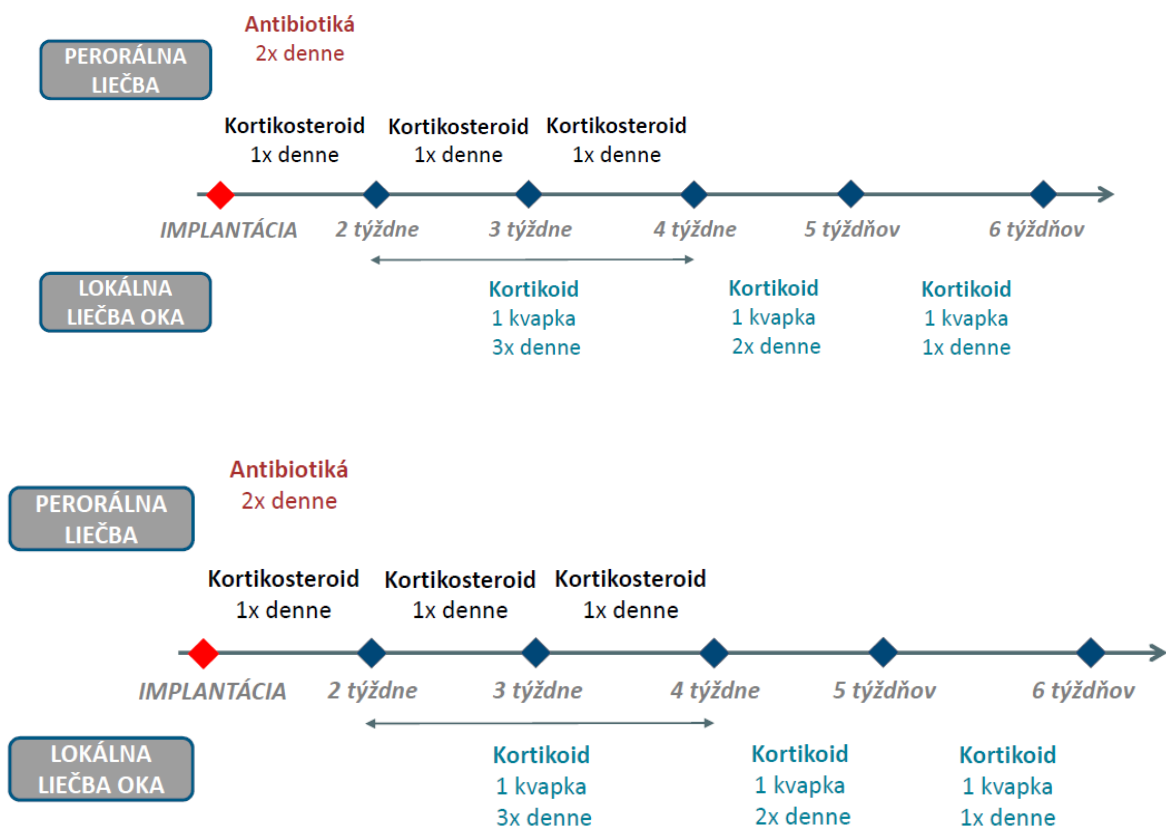 Antibiotiká
2x denne
PERORÁLNA
LIEČBA
Kortikosteroid Kortikosteroid Kortikosteroid
1x denne 1x denne 1x denne
IMPLANTÁCIA 2 týždne 3 týždne 4 týždne 5 týždňov 6 týždňov
LOKÁLNA
LIEČBA OKA
Kortikoid Kortikoid Kortikoid
1 kvapka 1 kvapka 1 kvapka
3x denne 2x denne 1x denne
Antibiotiká
2x denne
PERORÁLNA
LIEČBA
Kortikosteroid Kortikosteroid Kortikosteroid
1x denne 1x denne 1x denne
IMPLANTÁCIA 2 týždne 3 týždne 4 týždne 5 týždňov 6 týždňov
LOKÁLNA
LIEČBA OKA
Kortikoid Kortikoid Kortikoid
1 kvapka 1 kvapka 1 kvapka
3x denne 2x denne 1x denne